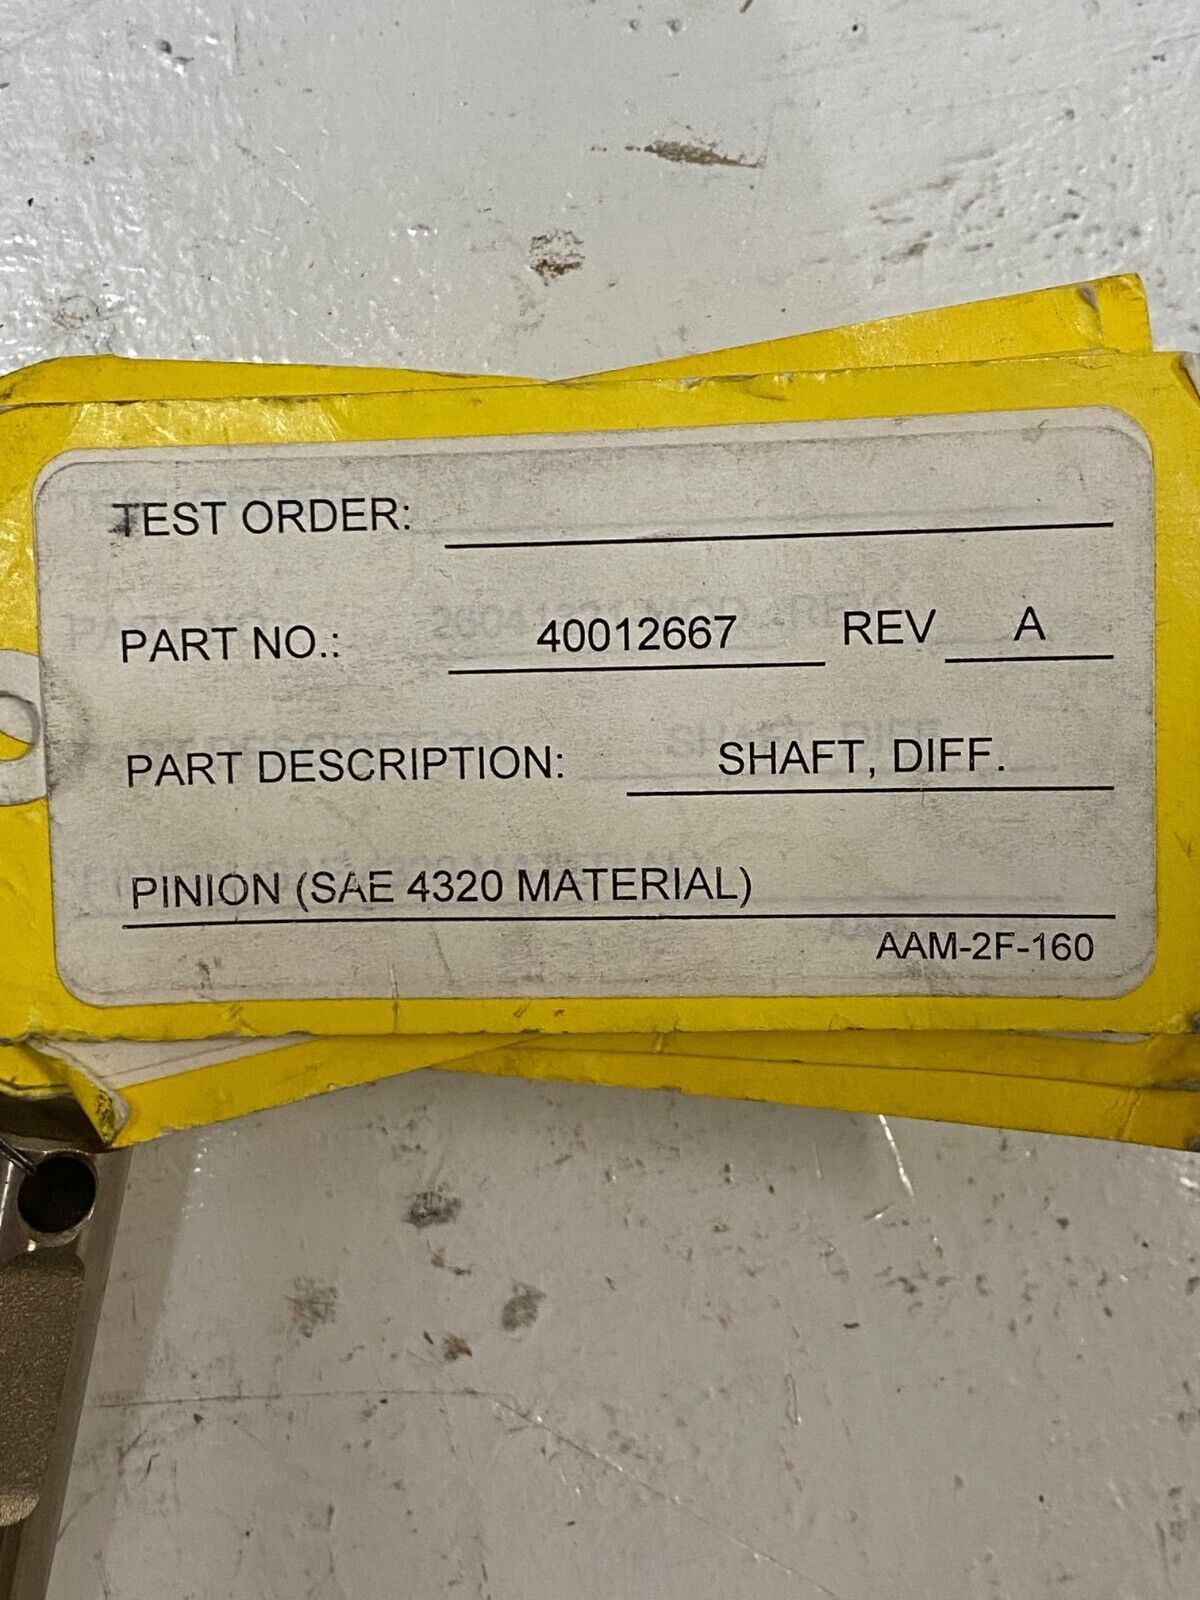 TEST ORDER:
PART NO.: 40012667 REV A
PART DESCRIPTION: SHAFT, DIFF.
PINION (SAE 4320 MATERIAL)
AAM-2F-160